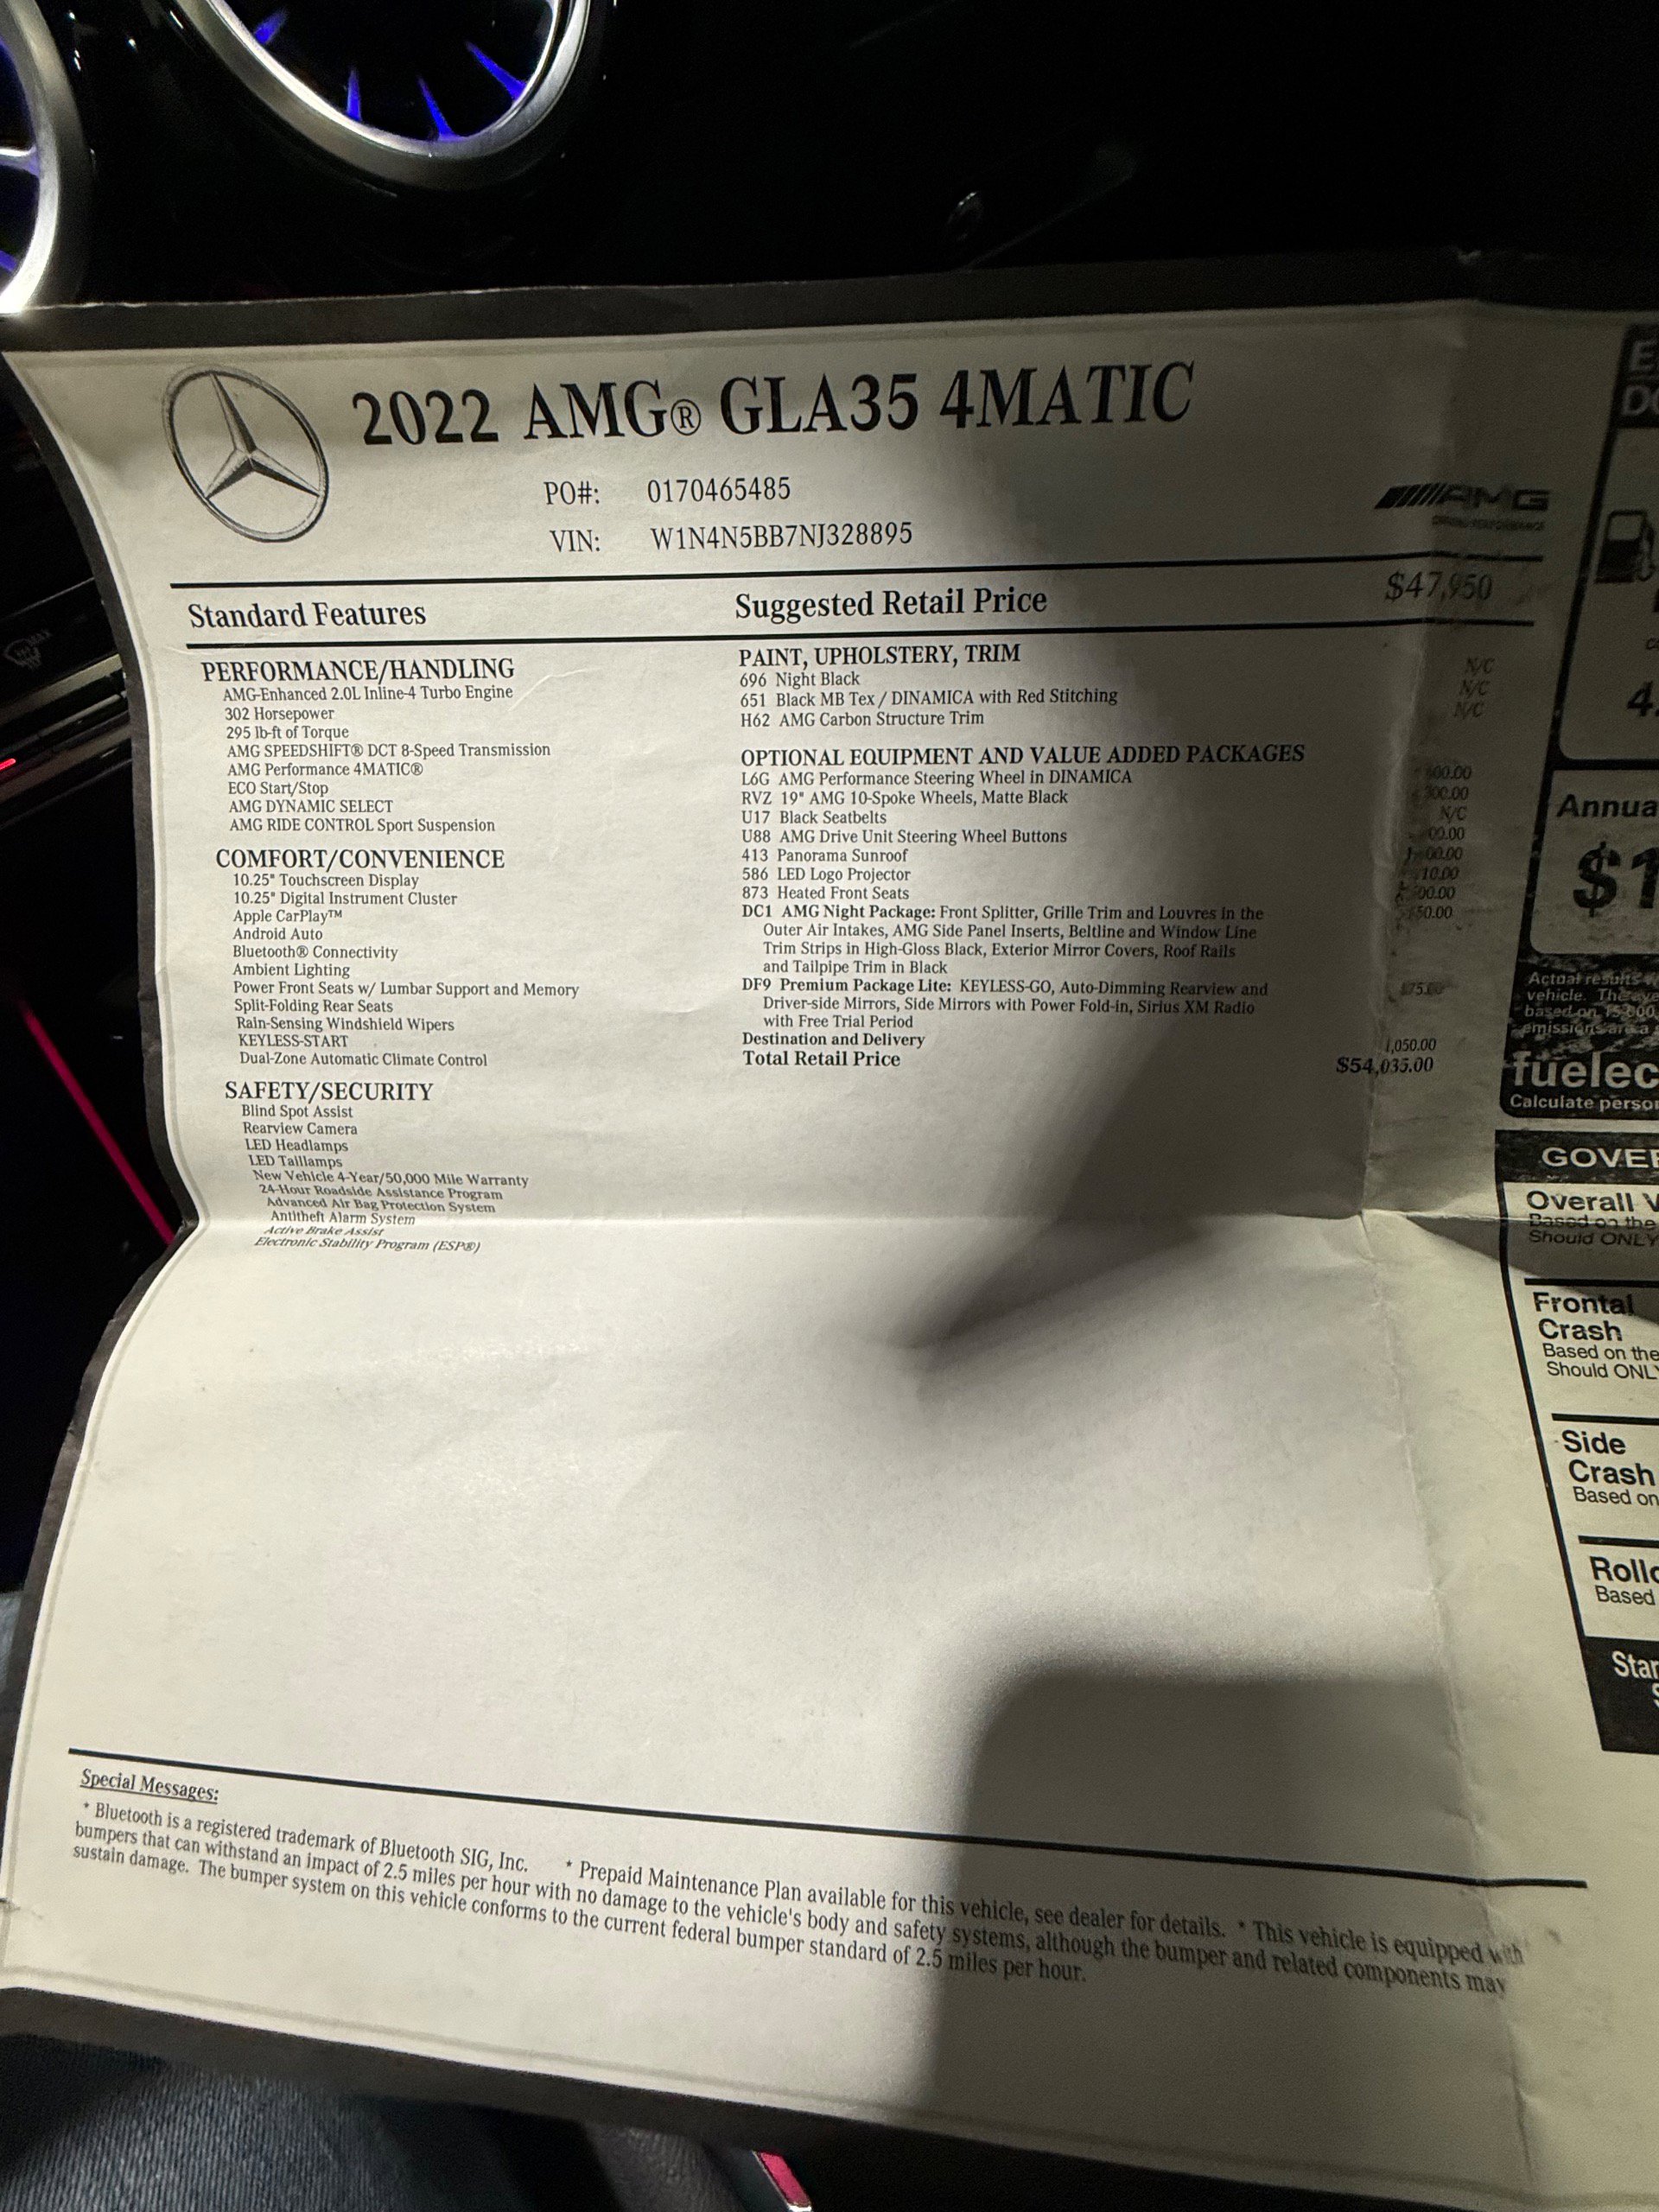 2022 AMG® GLA35 4MATIC
PO#: 0170465485
VIN: W1N4N5BB7NJ328895
AMG
Standard Features
Suggested Retail Price $47,950
PERFORMANCE/HANDLING
AMG-Enhanced 2.0L Inline-4 Turbo Engine
302 Horsepower
295 lb-ft of Torque
AMG SPEEDSHIFT® DCT 8-Speed Transmission
AMG Performance 4MATIC®
ECO Start/Stop
AMG DYNAMIC SELECT
AMG RIDE CONTROL Sport Suspension
COMFORT/CONVENIENCE
10.25" Touchscreen Display
10.25" Digital Instrument Cluster
Apple CarPlay™
Android Auto
Bluetooth® Connectivity
Ambient Lighting
Power Front Seats w/ Lumbar Support and Memory
Split-Folding Rear Seats
Rain-Sensing Windshield Wipers
KEYLESS-START
Dual-Zone Automatic Climate Control
SAFETY/SECURITY
Blind Spot Assist
Rearview Camera
LED Headlamps
LED Taillamps
New Vehicle 4-Year/50,000 Mile Warranty
24-Hour Roadside Assistance Program
Advanced Air Bag Protection System
Antitheft Alarm System
Active Brake Assist
Electronic Stability Program (ESP®)
PAINT, UPHOLSTERY, TRIM
696 Night Black N/C
651 Black MB Tex / DINAMICA with Red Stitching N/C
H62 AMG Carbon Structure Trim N/C
OPTIONAL EQUIPMENT AND VALUE ADDED PACKAGES
L6G AMG Performance Steering Wheel in DINAMICA
RVZ 19" AMG 10-Spoke Wheels, Matte Black
U17 Black Seatbelts N/C
U88 AMG Drive Unit Steering Wheel Buttons
413 Panorama Sunroof
586 LED Logo Projector
873 Heated Front Seats
DC1 AMG Night Package: Front Splitter, Grille Trim and Louvres in the
Outer Air Intakes, AMG Side Panel Inserts, Beltline and Window Line
Trim Strips in High-Gloss Black, Exterior Mirror Covers, Roof Rails
and Tailpipe Trim in Black
DF9 Premium Package Lite: KEYLESS-GO, Auto-Dimming Rearview and
Driver-side Mirrors, Side Mirrors with Power Fold-in, Sirius XM Radio
with Free Trial Period
Destination and Delivery 1,050.00
Total Retail Price $54,035.00
Special Messages:
* Bluetooth is a registered trademark of Bluetooth SIG, Inc. * Prepaid Maintenance Plan available for this vehicle, see dealer for details. * This vehicle is equipped with
bumpers that can withstand an impact of 2.5 miles per hour with no damage to the vehicle's body and safety systems, although the bumper and related components may
sustain damage. The bumper system on this vehicle conforms to the current federal bumper standard of 2.5 miles per hour.
Annua
$1
Actual results
vehicle. The
based on 15,000
emissions are a
fuelec
Calculate perso
GOVE
Overall V
Based on the
Should ONLY
Frontal
Crash
Based on the
Should ONLY
Side
Crash
Based on
Roll
Based
Star